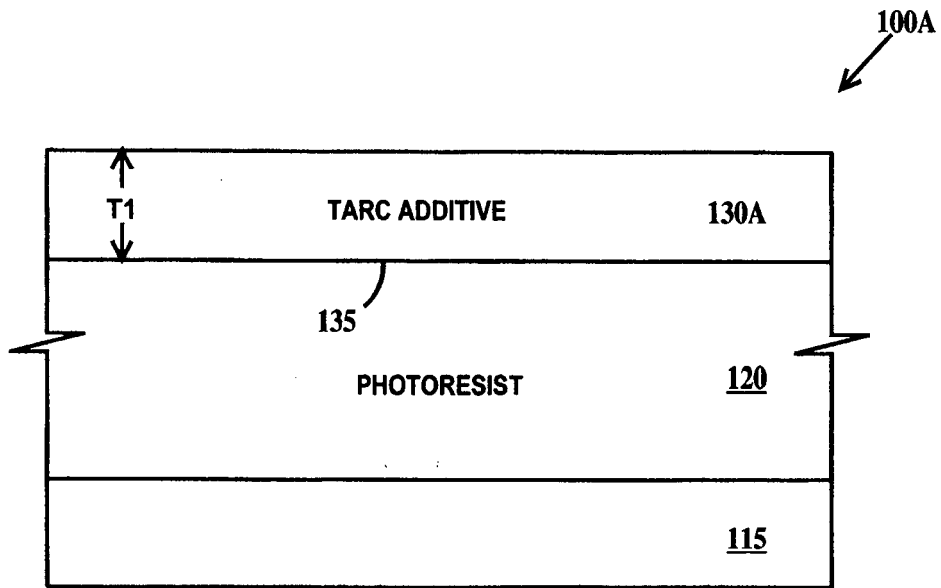 100A
T1
TARC ADDITIVE
130A
135
PHOTORESIST
120
115